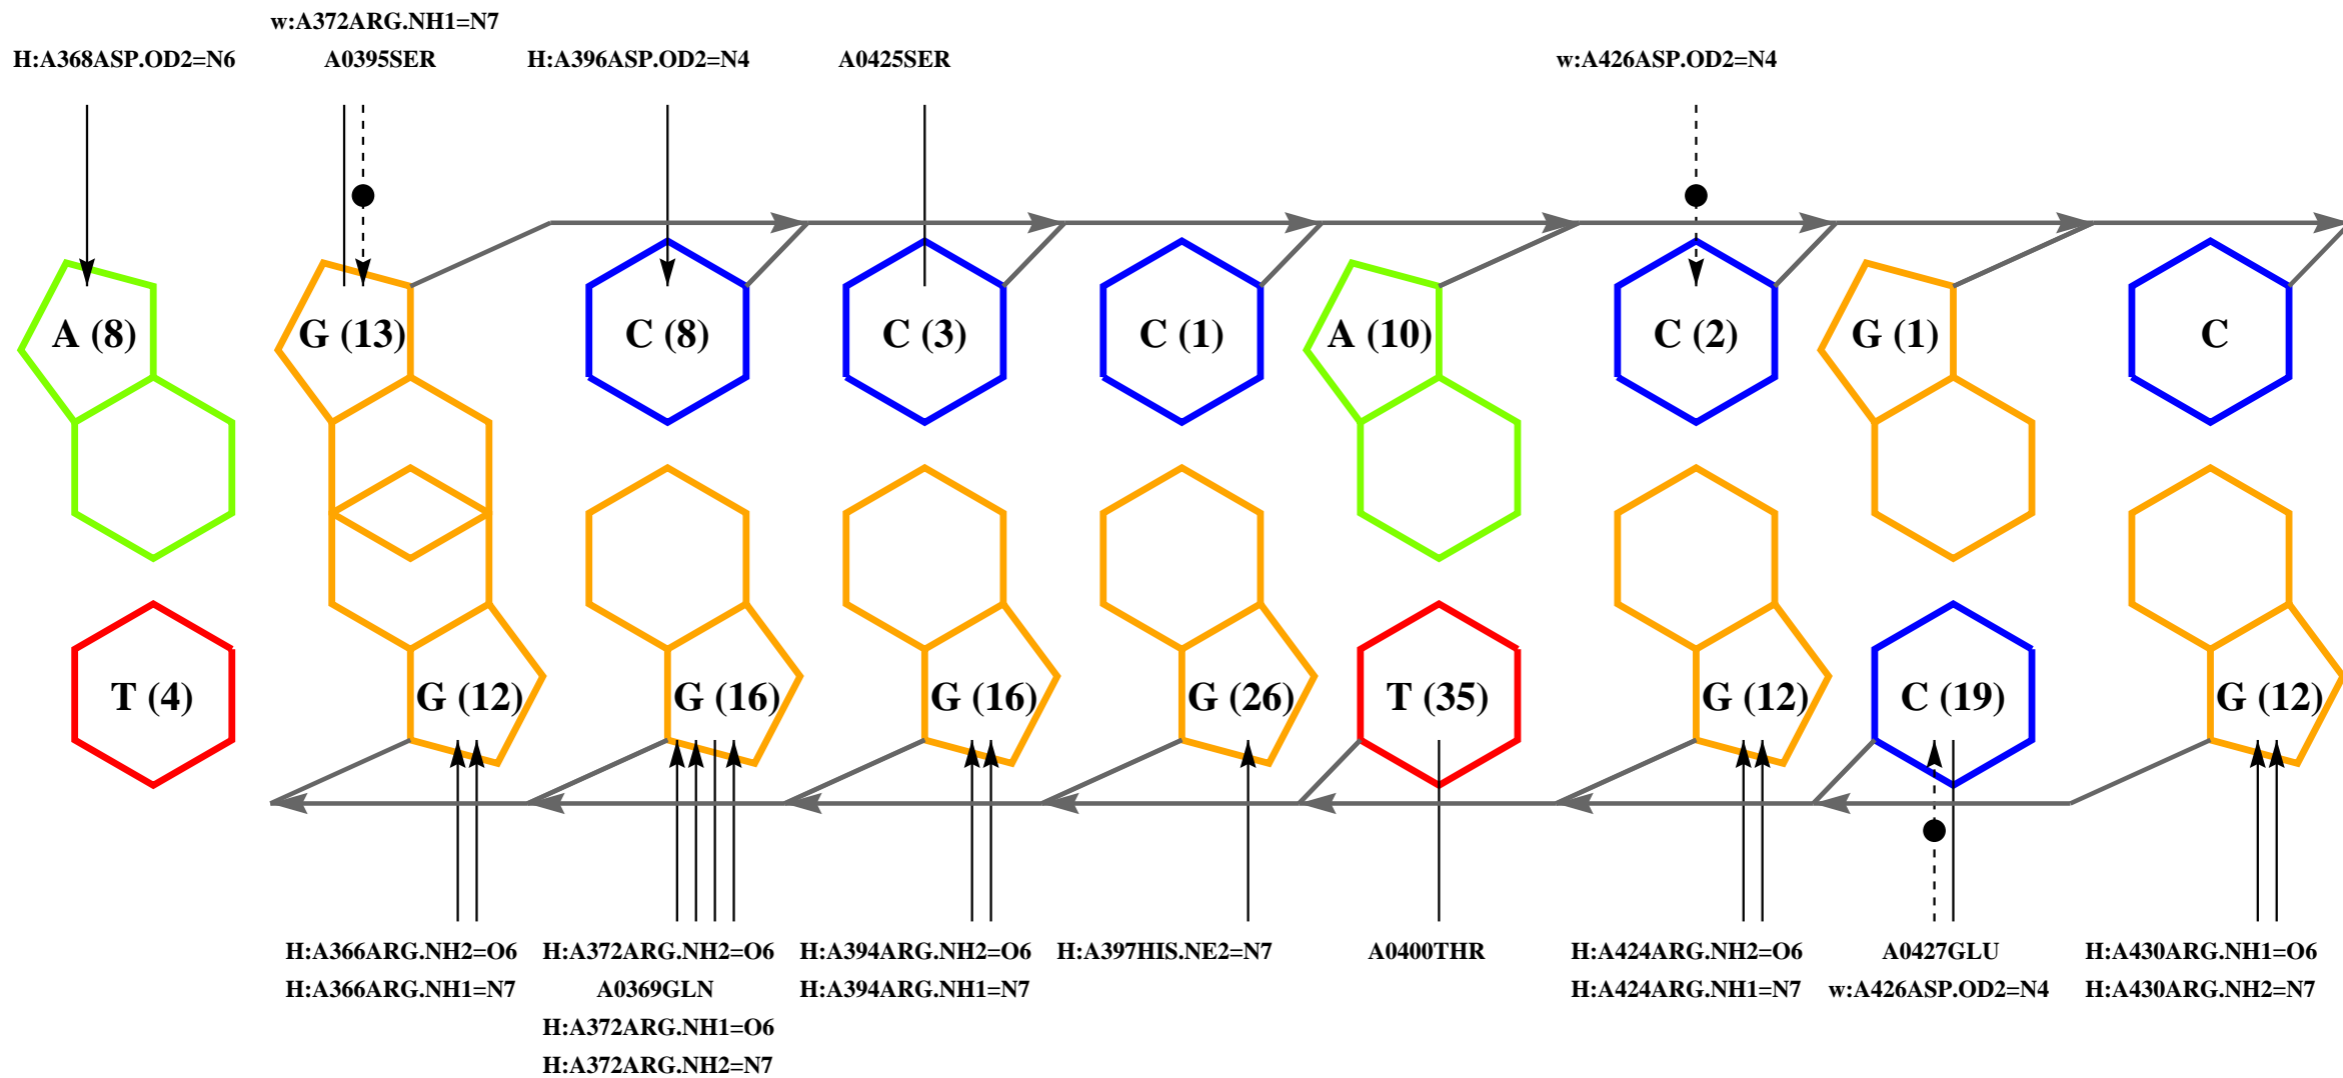 w:A372ARG.NH1=N7
H:A368ASP.OD2=N6 A0395SER H:A396ASP.OD2=N4 A0425SER w:A426ASP.OD2=N4
A (8) G (13) C (8) C (3) C (1) A (10) C (2) G (1) C
T (4) G (12) G (16) G (16) G (26) T (35) G (12) C (19) G (12)
H:A366ARG.NH2=O6 H:A372ARG.NH2=O6 H:A394ARG.NH2=O6 H:A397HIS.NE2=N7 A0400THR H:A424ARG.NH2=O6 A0427GLU H:A430ARG.NH1=O6
H:A366ARG.NH1=N7 A0369GLN H:A394ARG.NH1=N7 H:A424ARG.NH1=N7 w:A426ASP.OD2=N4 H:A430ARG.NH2=N7
H:A372ARG.NH1=O6
H:A372ARG.NH2=N7